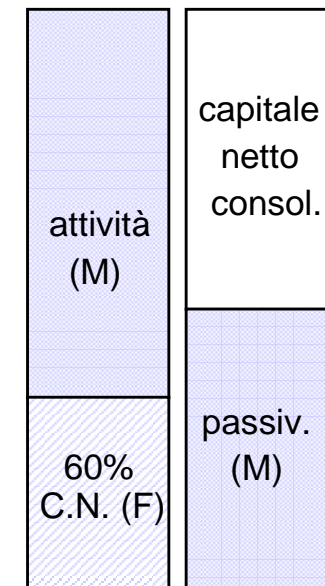 attività
(M)
60%
C.N. (F)
capitale
netto
consol.
passiv.
(M)